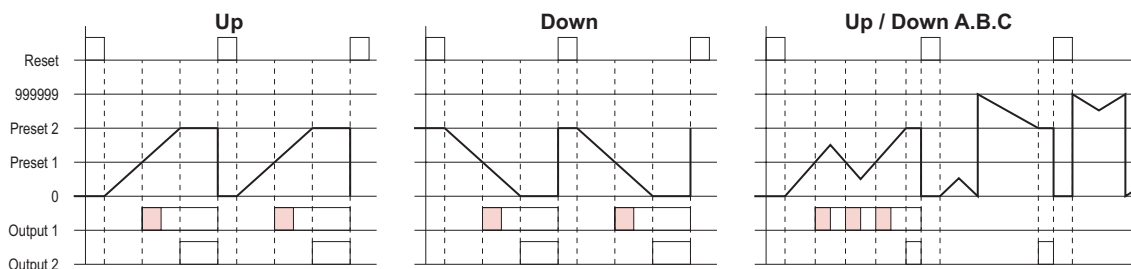 Up
Down
Up / Down A.B.C
Reset
999999
Preset 2
Preset 1
0
Output 1
Output 2